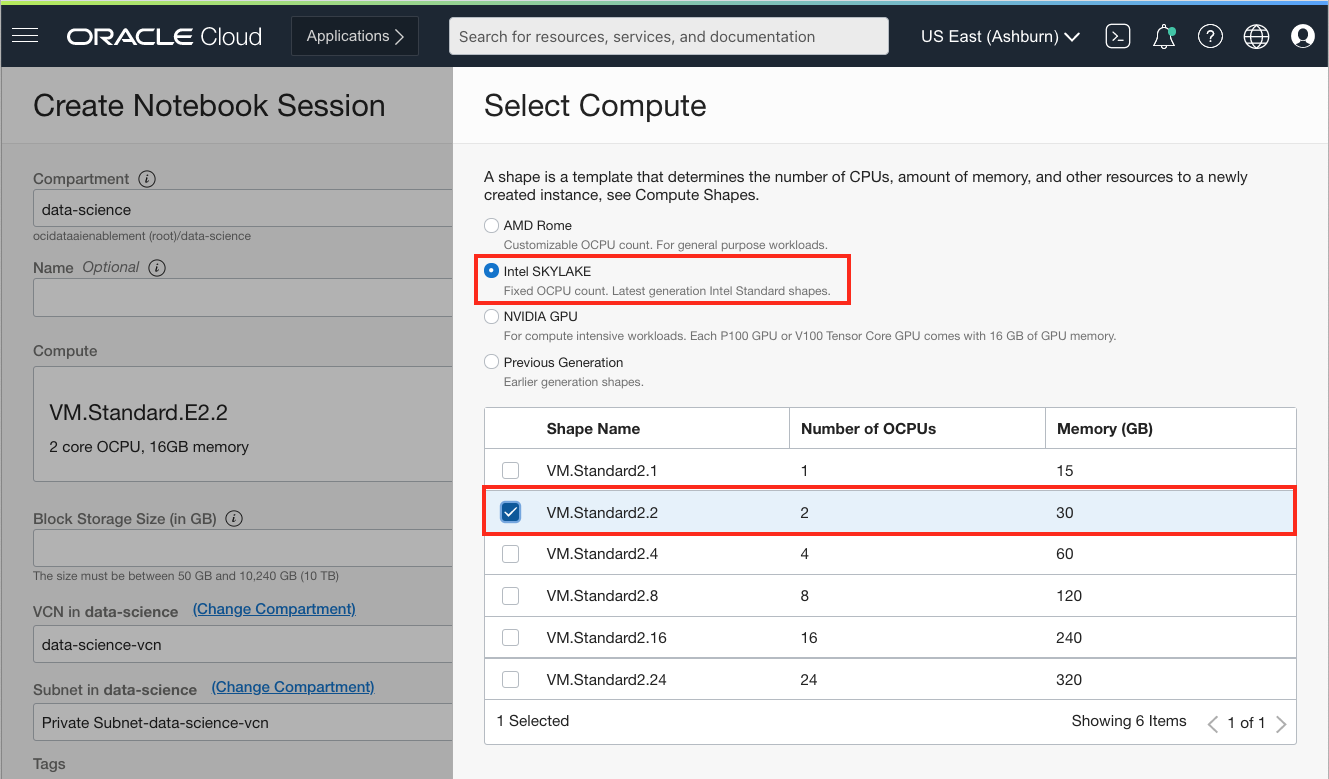 ORACLE Cloud Applications Search for resources, services, and documentation US East (Ashburn)
Create Notebook Session
Compartment
data-science
ocidataaienablement (root)/data-science
Name Optional
Compute
VM.Standard.E2.2
2 core OCPU, 16GB memory
Block Storage Size (in GB)
The size must be between 50 GB and 10,240 GB (10 TB)
VCN in data-science (Change Compartment)
data-science-vcn
Subnet in data-science (Change Compartment)
Private Subnet-data-science-vcn
Tags
Select Compute
A shape is a template that determines the number of CPUs, amount of memory, and other resources to a newly
created instance, see Compute Shapes.
AMD Rome
Customizable OCPU count. For general purpose workloads.
Intel SKYLAKE
Fixed OCPU count. Latest generation Intel Standard shapes.
NVIDIA GPU
For compute intensive workloads. Each P100 GPU or V100 Tensor Core GPU comes with 16 GB of GPU memory.
Previous Generation
Earlier generation shapes.
Shape Name Number of OCPUs Memory (GB)
VM.Standard2.1 1 15
VM.Standard2.2 2 30
VM.Standard2.4 4 60
VM.Standard2.8 8 120
VM.Standard2.16 16 240
VM.Standard2.24 24 320
1 Selected Showing 6 Items 1 of 1